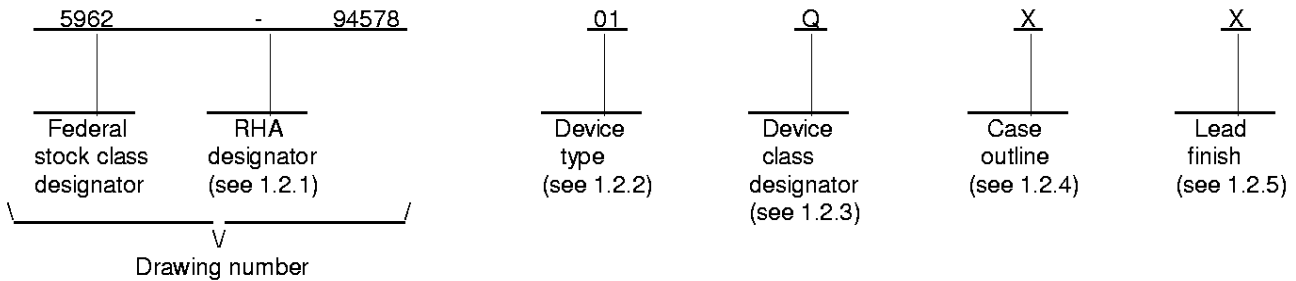 5962 - 94578 01 Q X X
Federal stock class designator
RHA designator (see 1.2.1)
Device type (see 1.2.2)
Device class designator (see 1.2.3)
Case outline (see 1.2.4)
Lead finish (see 1.2.5)
Drawing number